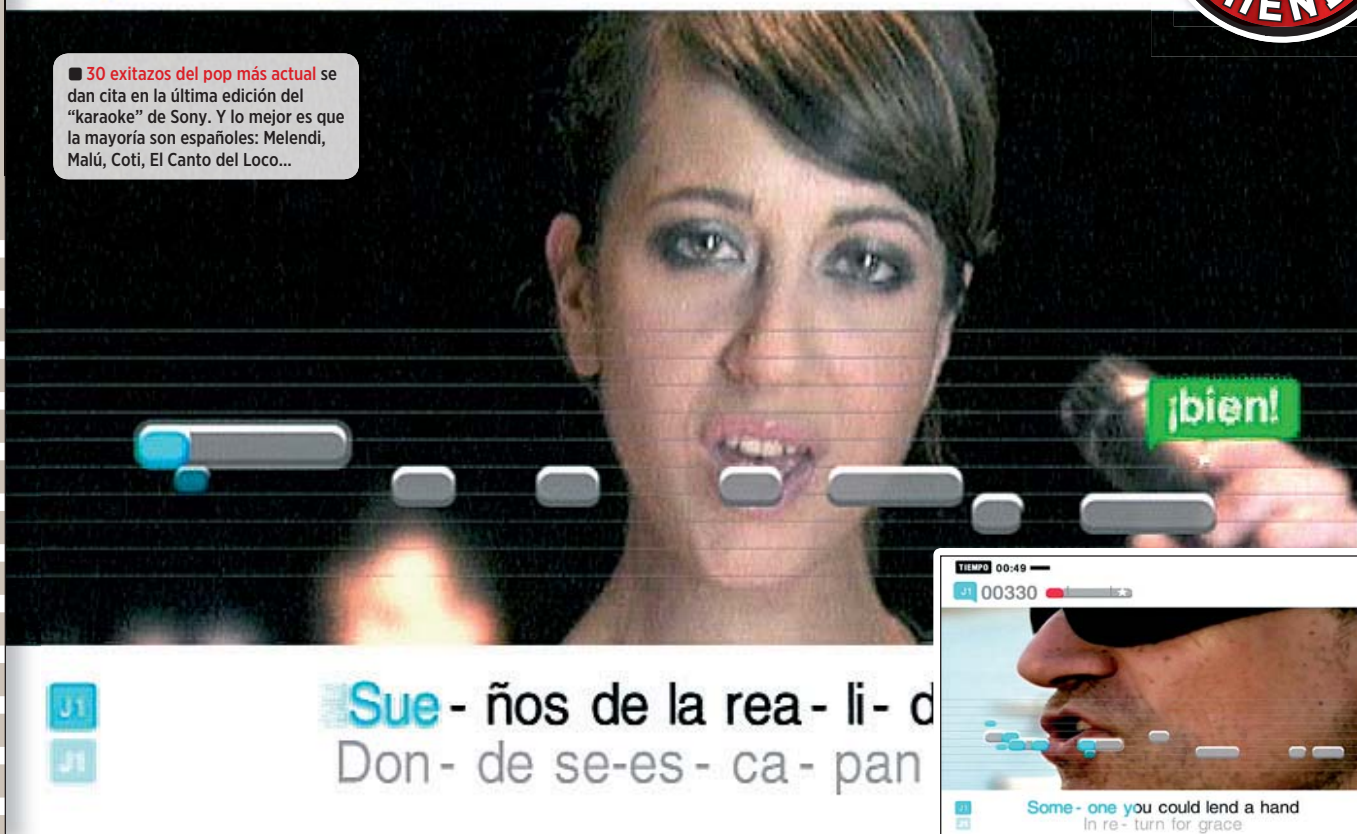 ■ 30 exitazos del pop más actual se
dan cita en la última edición del
“karaoke” de Sony. Y lo mejor es que
la mayoría son españoles: Melendi,
Malú, Coti, El Canto del Loco...
¡bien!
J1
Sue - ños de la rea - li - d
J1
Don - de se-es - ca - pan
TIEMPO 00:49
J1 00330
J1
Some - one you could lend a hand
J1
In re - turn for grace